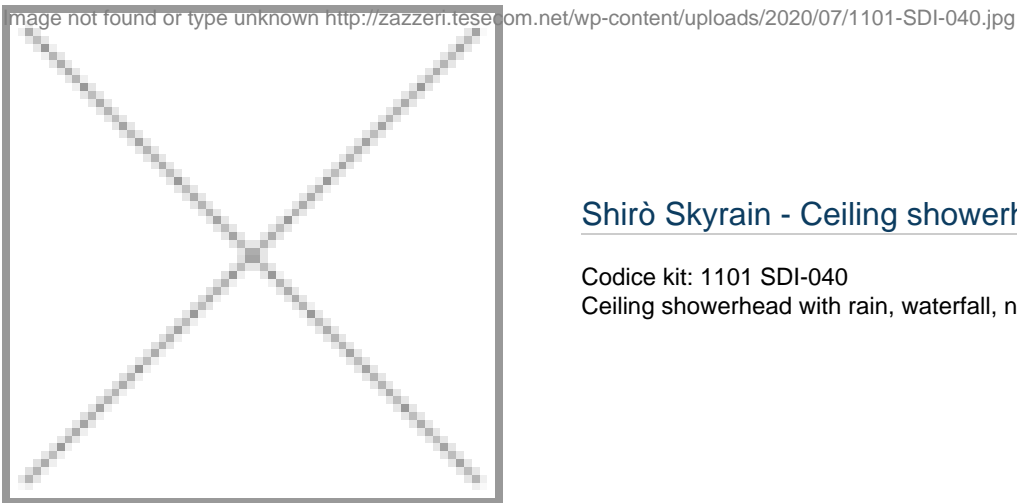 Image not found or type unknown http://zazzeri.tesecom.net/wp-content/uploads/2020/07/1101-SDI-040.jpg
Shirò Skyrain - Ceiling shower
Codice kit: 1101 SDI-040
Ceiling showerhead with rain, waterfall,